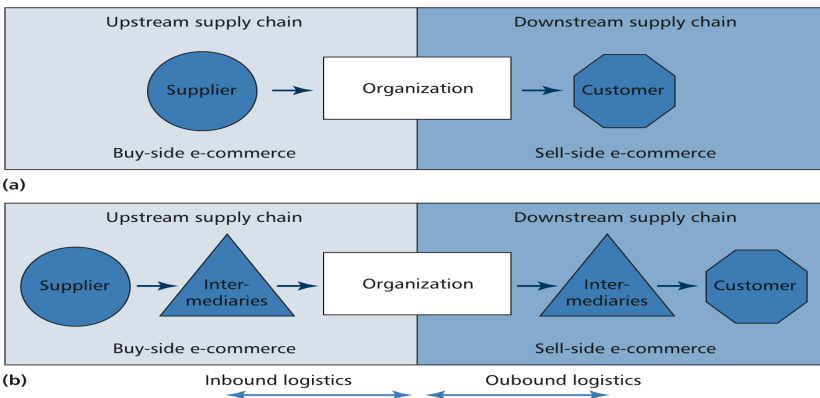 Upstream supply chain
Downstream supply chain
Supplier
Organization
Customer
Buy-side e-commerce
Sell-side e-commerce
(a)
Upstream supply chain
Downstream supply chain
Supplier
Inter-
mediaries
Organization
Inter-
mediaries
Customer
Buy-side e-commerce
Sell-side e-commerce
(b)
Inbound logistics
Oubound logistics